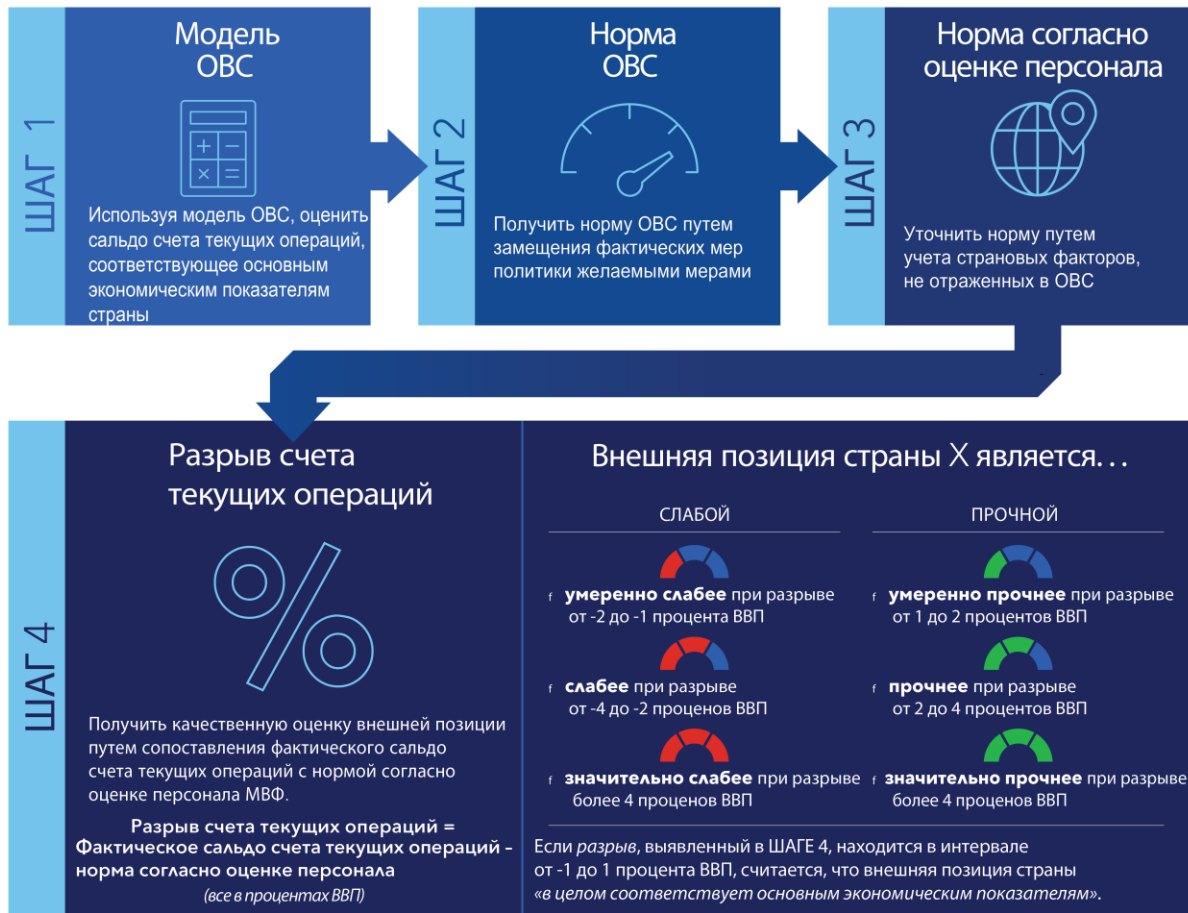 ШАГ 1
Модель
ОВС
Используя модель ОВС, оценить
сальдо счета текущих операций,
соответствующее основным
экономическим показателям
страны
ШАГ 2
Норма
ОВС
Получить норму ОВС путем
замещения фактических мер
политики желаемыми мерами
ШАГ 3
Норма согласно
оценке персонала
Уточнить норму путем
учета страновых факторов,
не отраженных в ОВС
ШАГ 4
Разрыв счета
текущих операций
Получить качественную оценку внешней позиции
путем сопоставления фактического сальдо
счета текущих операций с нормой согласно
оценке персонала МВФ.
Разрыв счета текущих операций =
Фактическое сальдо счета текущих операций -
норма согласно оценке персонала
(все в процентах ВВП)
Внешняя позиция страны X является...
СЛАБОЙ
f умеренно слабее при разрыве
от -2 до -1 процента ВВП
f слабее при разрыве
от -4 до -2 проценов ВВП
f значительно слабее при разрыве
более 4 проценов ВВП
ПРОЧНОЙ
f умеренно прочнее при разрыве
от 1 до 2 процентов ВВП
f прочнее при разрыве
от 2 до 4 процентов ВВП
f значительно прочнее при разрыве
более 4 проценов ВВП
Если разрыв, выявленный в ШАГЕ 4, находится в интервале
от -1 до 1 процента ВВП, считается, что внешняя позиция страны
«в целом соответствует основным экономическим показателям».